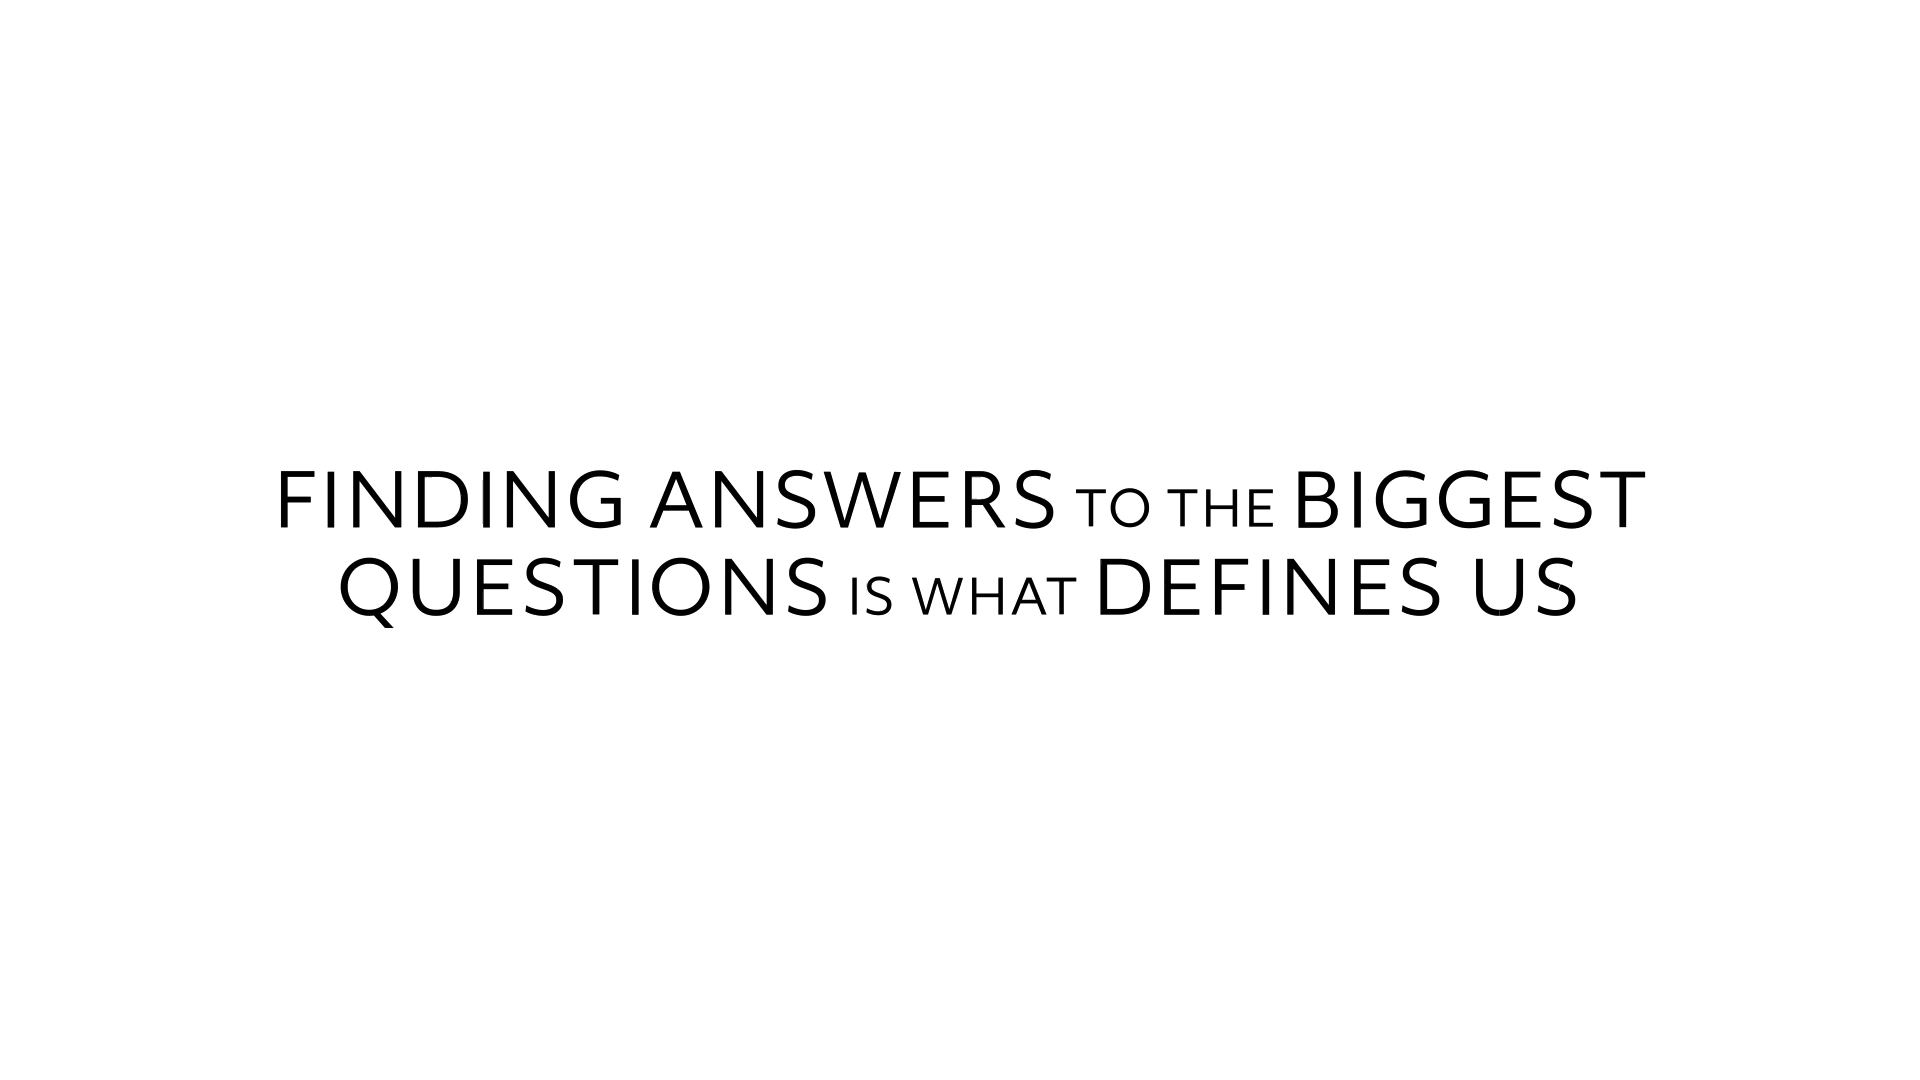 FINDING ANSWERS TO THE BIGGEST
QUESTIONS IS WHAT DEFINES US